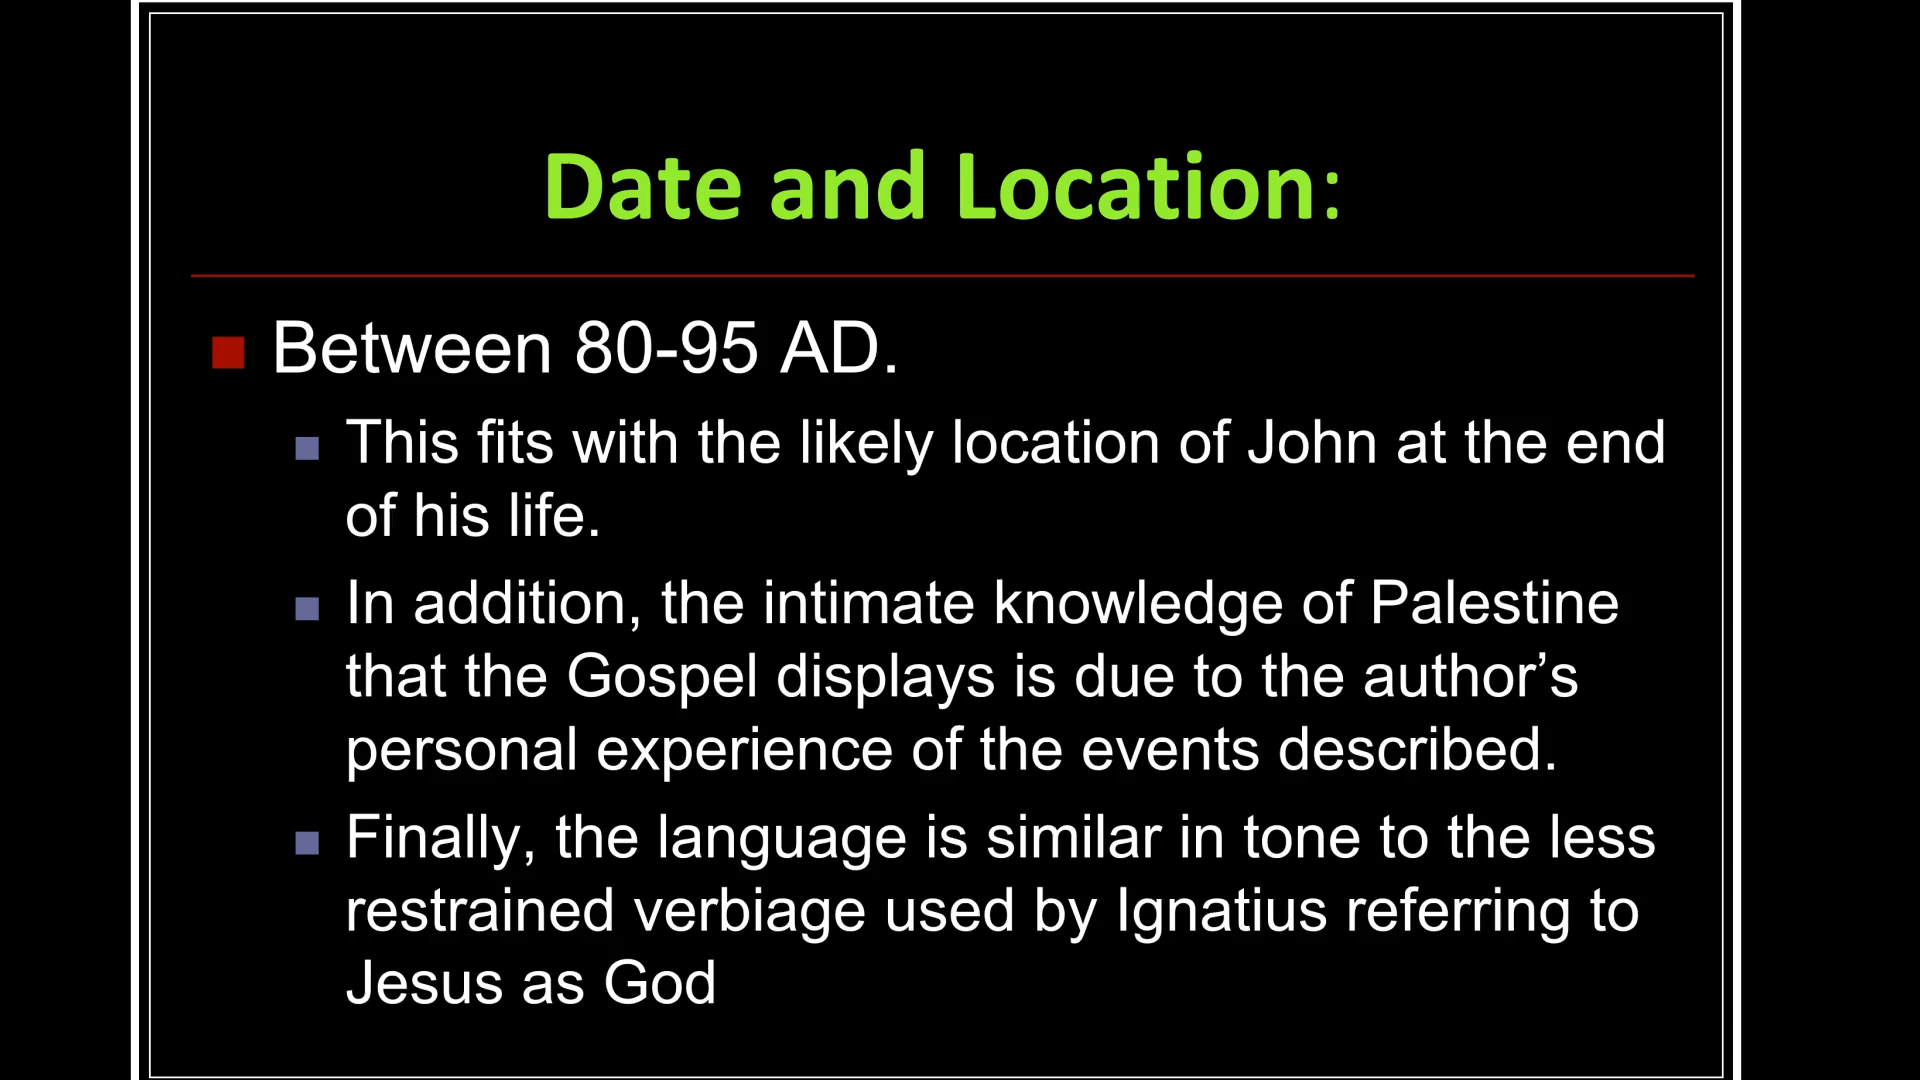 Date and Location:
Between 80-95 AD.
This fits with the likely location of John at the end
of his life.
In addition, the intimate knowledge of Palestine
that the Gospel displays is due to the author’s
personal experience of the events described.
Finally, the language is similar in tone to the less
restrained verbiage used by Ignatius referring to
Jesus as God